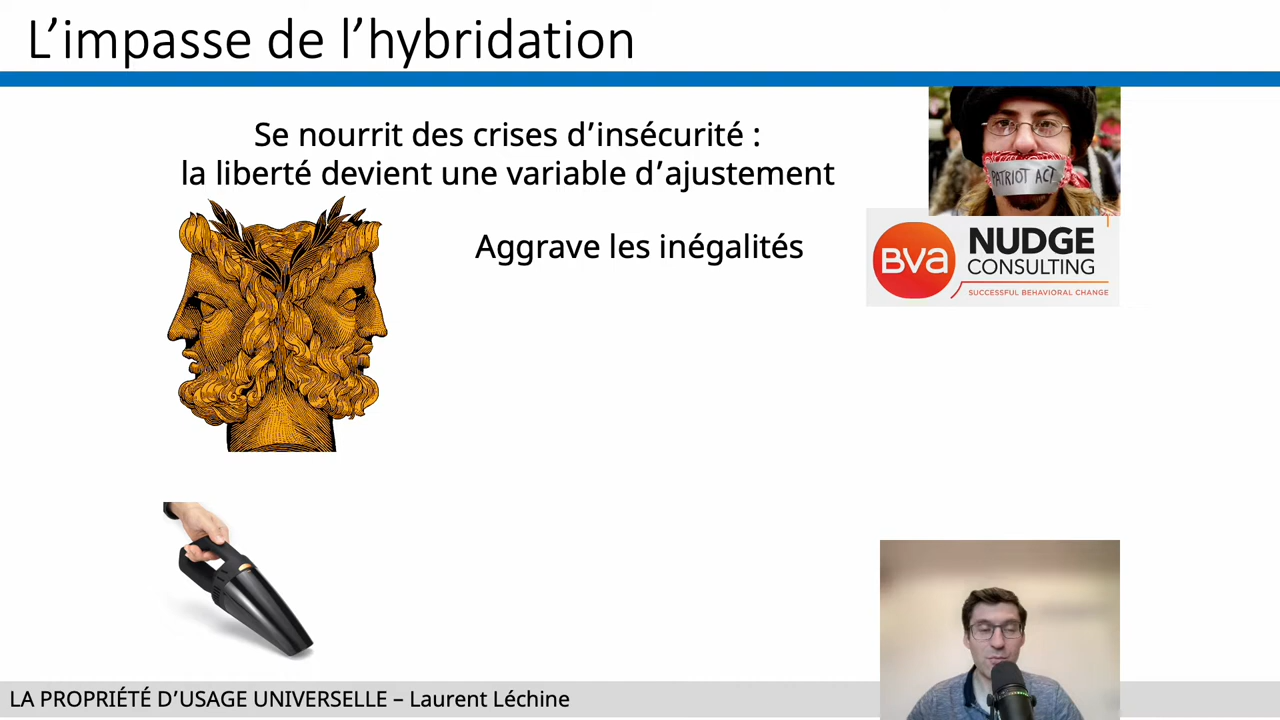 L’impasse de l’hybridation
Se nourrit des crises d’insécurité :
la liberté devient une variable d’ajustement
PATRIOT ACT
Aggrave les inégalités
BVA
NUDGE
CONSULTING
SUCCESSFUL BEHAVIORAL CHANGE
LA PROPRIÉTÉ D’USAGE UNIVERSELLE – Laurent Léchine